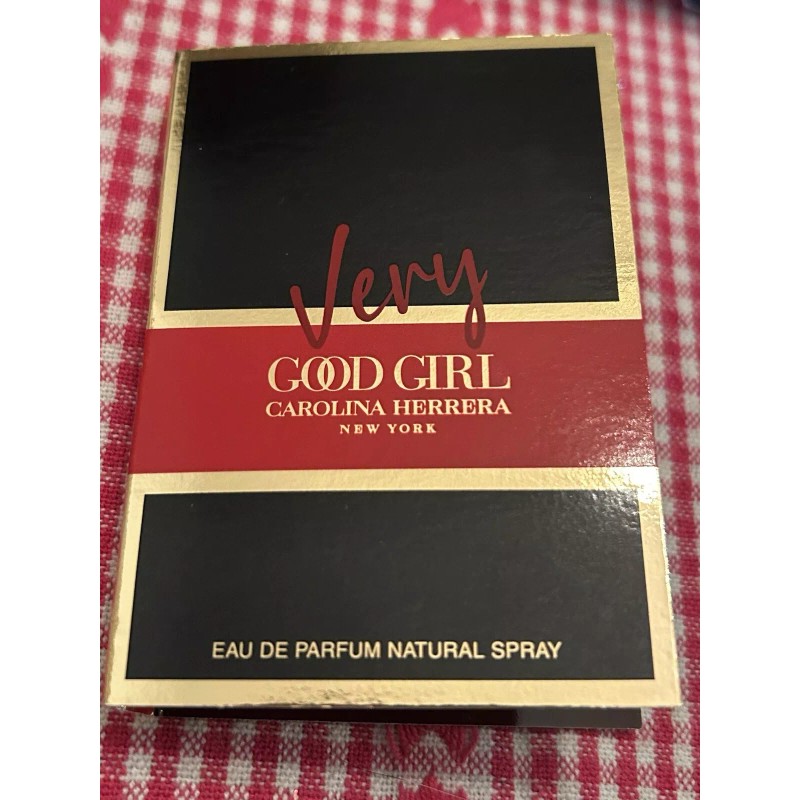 Very
GOOD GIRL
CAROLINA HERRERA
NEW YORK
EAU DE PARFUM NATURAL SPRAY